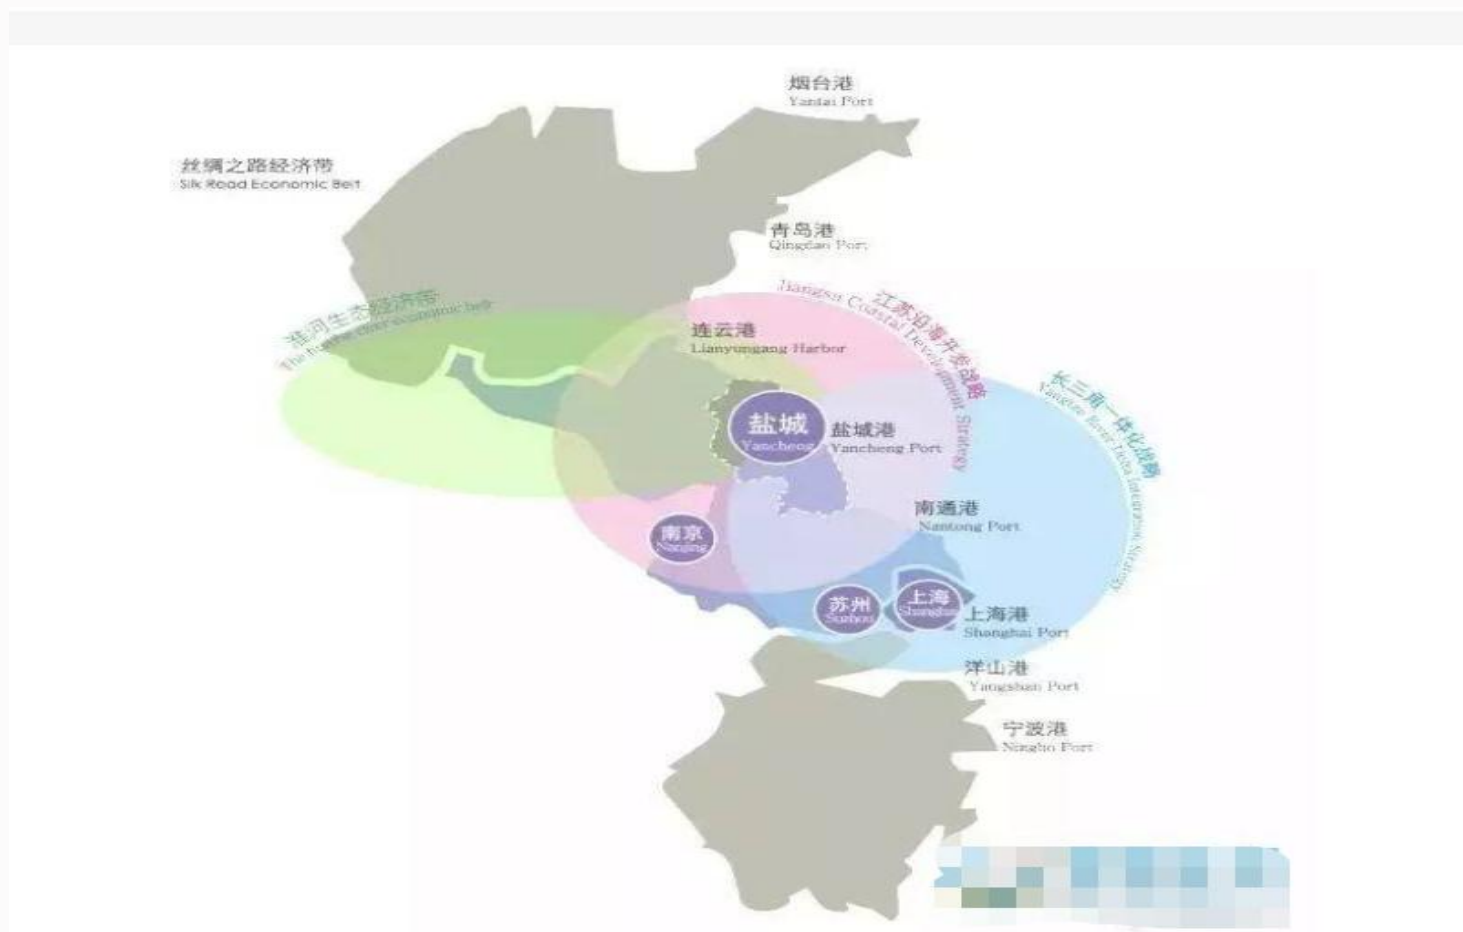 烟台港
Yantai Port
丝绸之路经济带
Silk Road Economic Belt
青岛港
Qingdao Port
淮河生态经济带
economic belt
江苏沿海开发战略
Jiangsu Coastal Development Strategy
连云港
Lianyungang Harbor
长三角一体化战略
Yangtze River Delta Integration Strategy
盐城
Yancheng
盐城港
Yancheng Port
南通港
Nantong Port
南京
Nanjing
苏州
Suzhou
上海
Shanghai
上海港
Shanghai Port
洋山港
Yangshan Port
宁波港
Ningbo Port